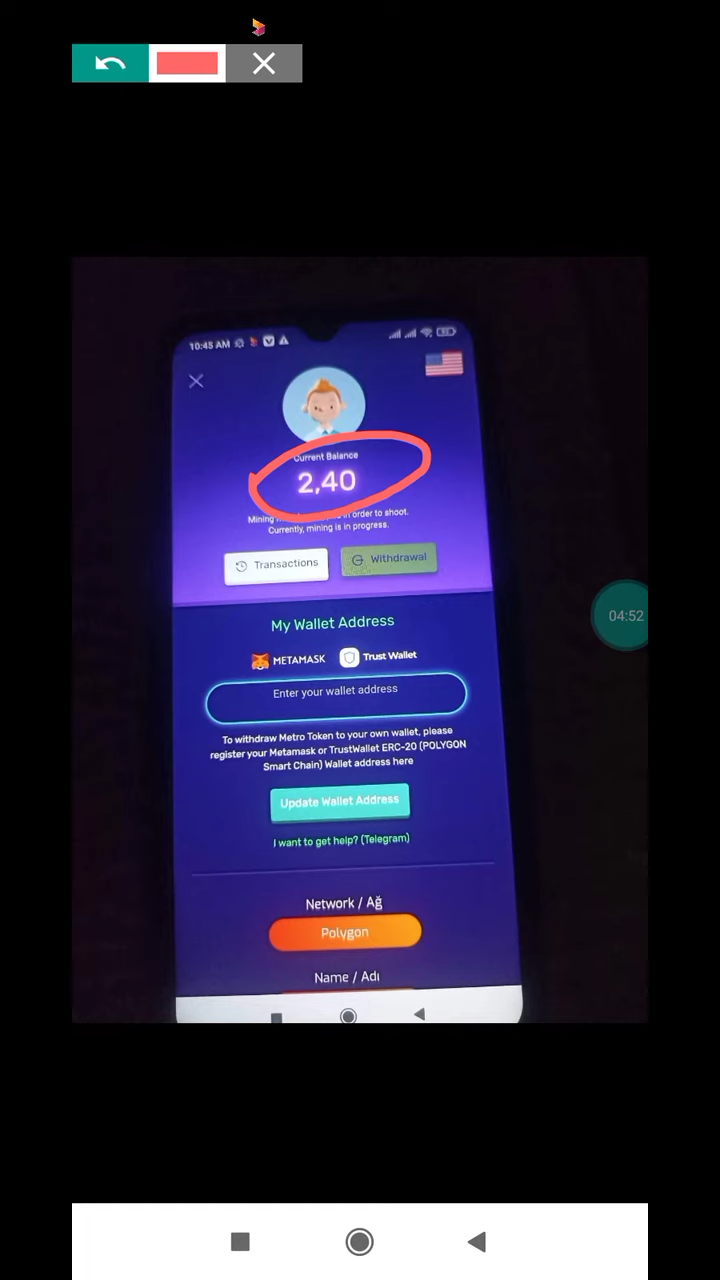 10:45 AM
Current Balance
2,40
Mining in order to shoot.
Currently, mining is in progress.
Transactions
Withdrawal
My Wallet Address
METAMASK
Trust Wallet
Enter your wallet address
To withdraw Metro Token to your own wallet, please
register your Metamask or TrustWallet ERC-20 (POLYGON
Smart Chain) Wallet address here
Update Wallet Address
I want to get help? (Telegram)
Network / Ağ
Polygon
Name / Adı
04:52